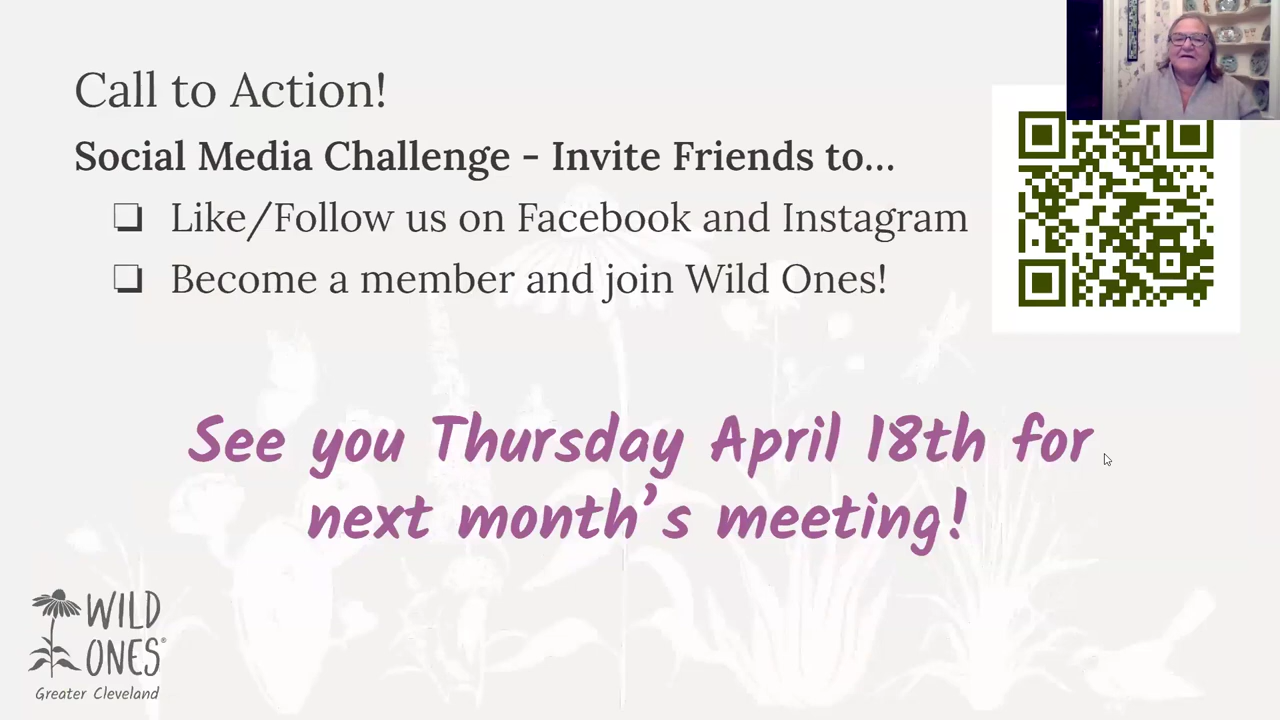 Call to Action!
Social Media Challenge - Invite Friends to...
❏ Like/Follow us on Facebook and Instagram
❏ Become a member and join Wild Ones!
See you Thursday April 18th for
next month's meeting!
WILD
ONES®
Greater Cleveland